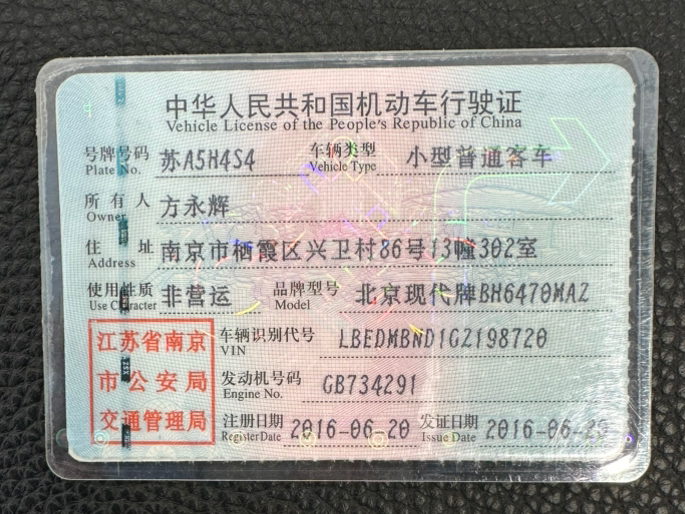 中华人民共和国机动车行驶证
Vehicle License of the People's Republic of China
号牌号码 Plate No. 苏A5H4S4 车辆类型 Vehicle Type 小型普通客车
所有人 Owner 方永辉
住址 Address 南京市栖霞区兴卫村86号13幢302室
使用性质 Use Character 非营运 品牌型号 Model 北京现代牌BH6470MAZ
江苏省南京
市公安局
交通管理局
车辆识别代号 VIN LBEDMBND1GZ198720
发动机号码 Engine No. GB734291
注册日期 Register Date 2016-06-20 发证日期 Issue Date 2016-06-